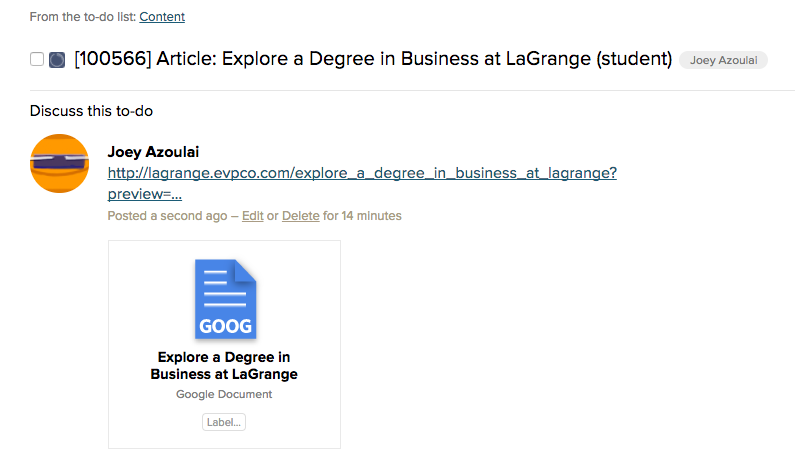 From the to-do list: Content
[100566] Article: Explore a Degree in Business at LaGrange (student) Joey Azoulai
Discuss this to-do
Joey Azoulai
http://lagrange.evpco.com/explore_a_degree_in_business_at_lagrange?
preview=...
Posted a second ago – Edit or Delete for 14 minutes
GOOG
Explore a Degree in
Business at LaGrange
Google Document
Label...